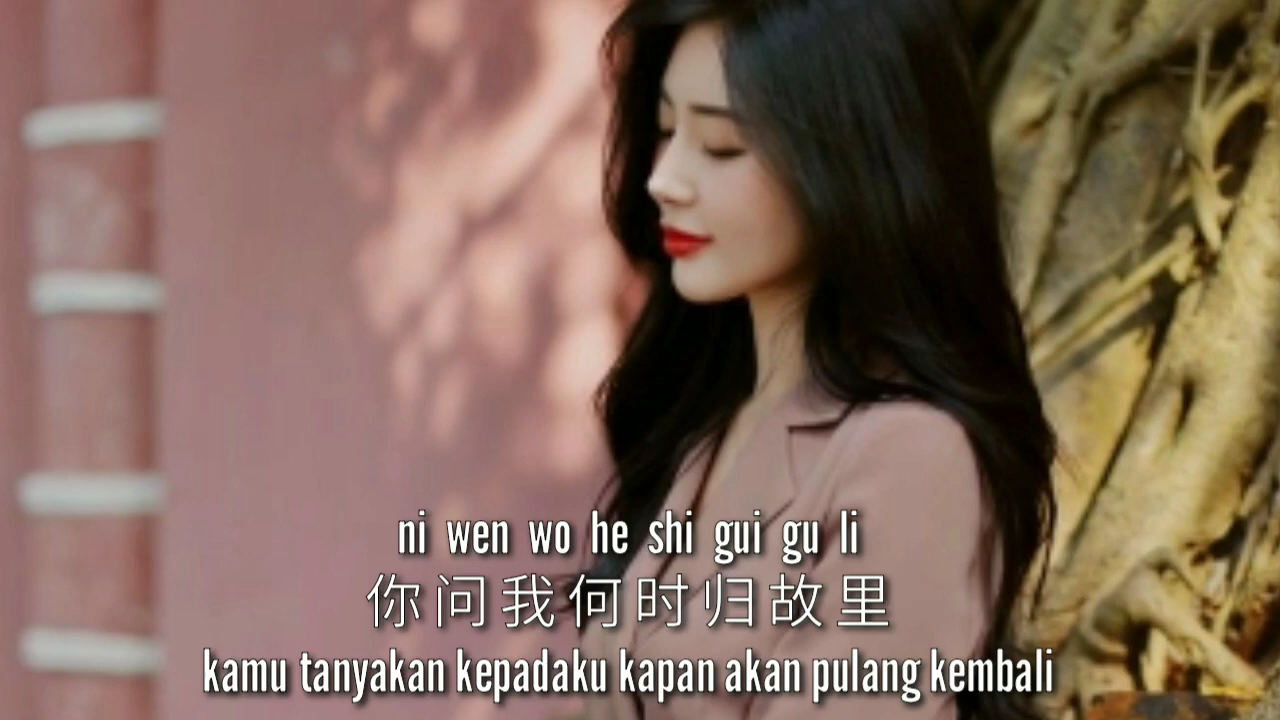 ni wen wo he shi gui gu li
你问我何时归故里
kamu tanyakan kepadaku kapan akan pulang kembali